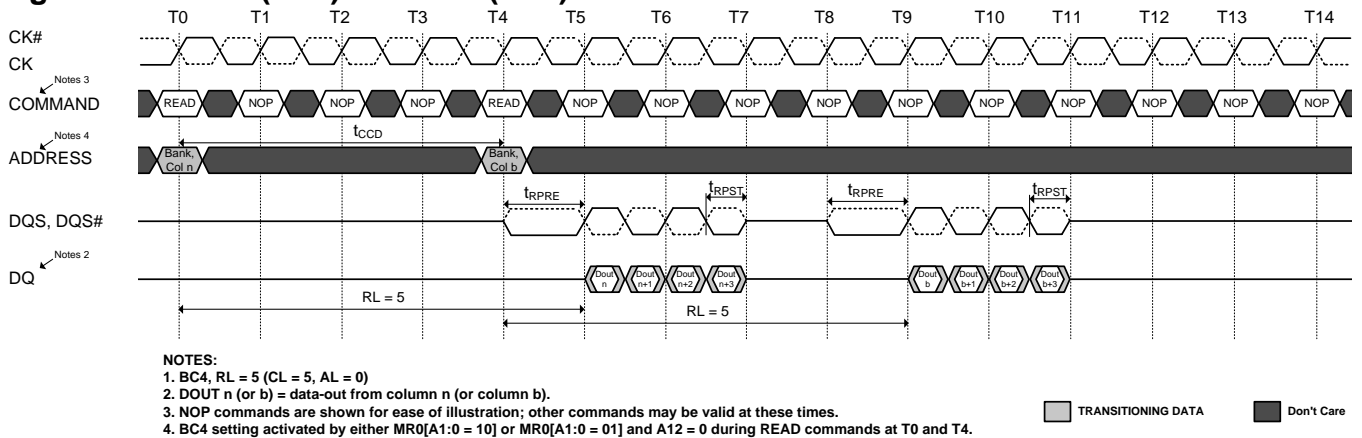 T0 T1 T2 T3 T4 T5 T6 T7 T8 T9 T10 T11 T12 T13 T14
CK#
CK
Notes 3
COMMAND READ NOP NOP NOP READ NOP NOP NOP NOP NOP NOP NOP NOP NOP NOP
tCCD
Notes 4
ADDRESS Bank, Col n Bank, Col b
tRPRE tRPST tRPRE tRPST
DQS, DQS#
Notes 2
DQ Dout n Dout n+1 Dout n+2 Dout n+3 Dout b Dout b+1 Dout b+2 Dout b+3
RL = 5
RL = 5
NOTES:
1. BC4, RL = 5 (CL = 5, AL = 0)
2. DOUT n (or b) = data-out from column n (or column b).
3. NOP commands are shown for ease of illustration; other commands may be valid at these times.
4. BC4 setting activated by either MR0[A1:0 = 10] or MR0[A1:0 = 01] and A12 = 0 during READ commands at T0 and T4.
TRANSITIONING DATA Don't Care